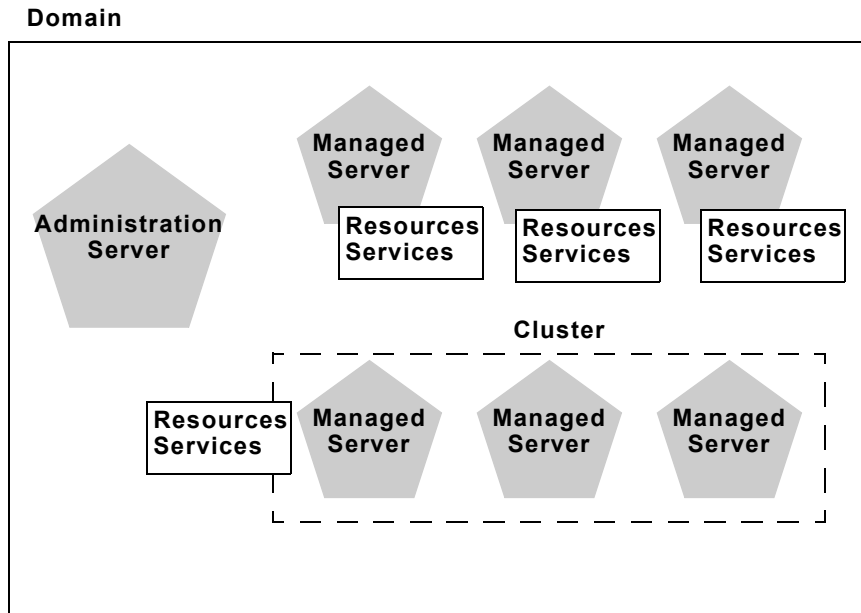 Domain
Managed
Server
Managed
Server
Managed
Server
Administration
Server
Resources
Services
Resources
Services
Resources
Services
Cluster
Resources
Services
Managed
Server
Managed
Server
Managed
Server